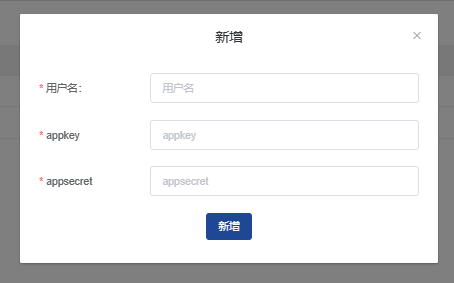 新增
* 用户名： 用户名
* appkey appkey
* appsecret appsecret
新增